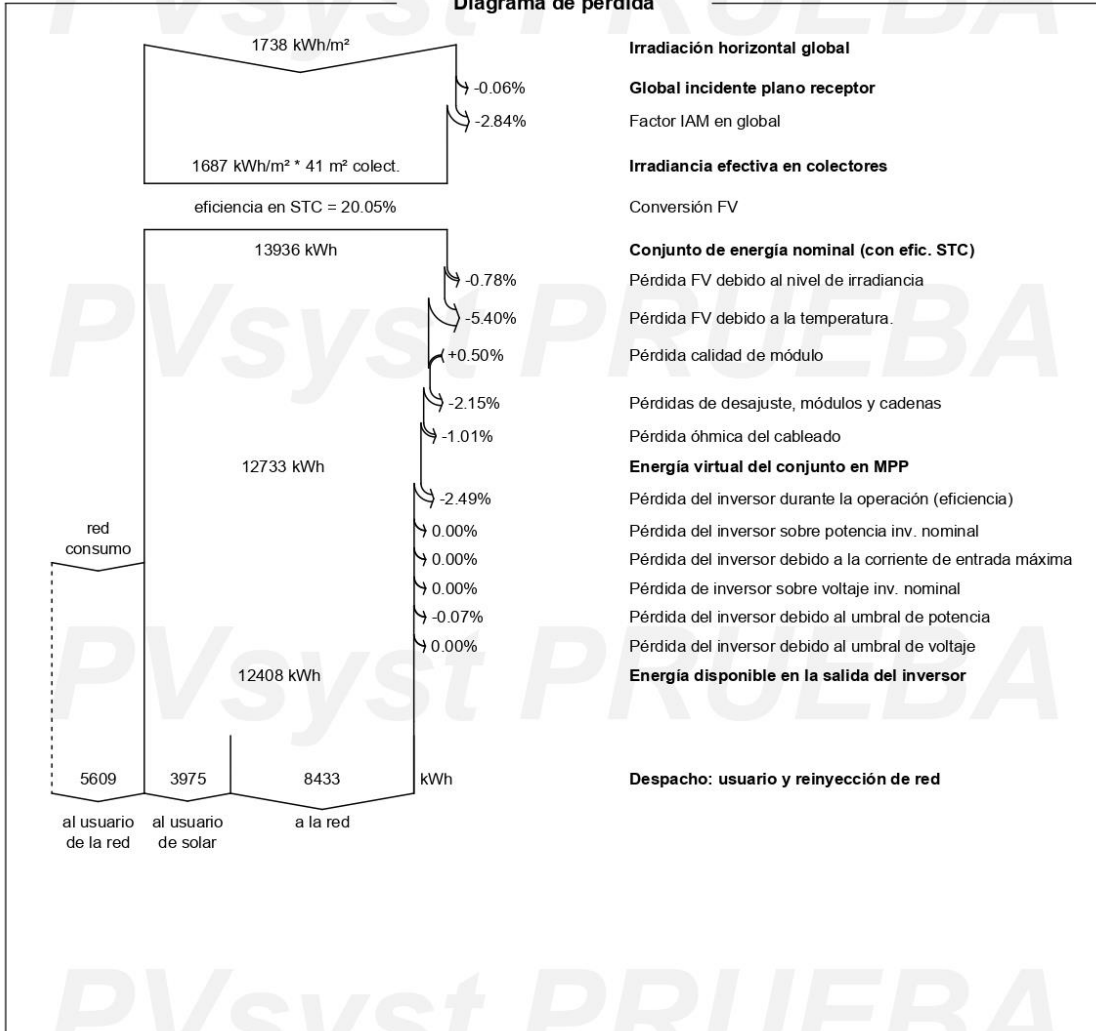 Diagrama de pérdida
PVsyst PRUEBA
1738 kWh/m² Irradiación horizontal global
-0.06% Global incidente plano receptor
-2.84% Factor IAM en global
1687 kWh/m² * 41 m² colect. Irradiancia efectiva en colectores
eficiencia en STC = 20.05% Conversión FV
13936 kWh Conjunto de energía nominal (con efic. STC)
-0.78% Pérdida FV debido al nivel de irradiancia
PVsyst PRUEBA
-5.40% Pérdida FV debido a la temperatura.
+0.50% Pérdida calidad de módulo
-2.15% Pérdidas de desajuste, módulos y cadenas
-1.01% Pérdida óhmica del cableado
12733 kWh Energía virtual del conjunto en MPP
-2.49% Pérdida del inversor durante la operación (eficiencia)
red
consumo
0.00% Pérdida del inversor sobre potencia inv. nominal
0.00% Pérdida del inversor debido a la corriente de entrada máxima
0.00% Pérdida de inversor sobre voltaje inv. nominal
-0.07% Pérdida del inversor debido al umbral de potencia
0.00% Pérdida del inversor debido al umbral de voltaje
PVsyst PRUEBA
12408 kWh Energía disponible en la salida del inversor
5609 3975 8433 kWh Despacho: usuario y reinyección de red
al usuario
de la red
al usuario
de solar
a la red
PVsyst PRUEBA